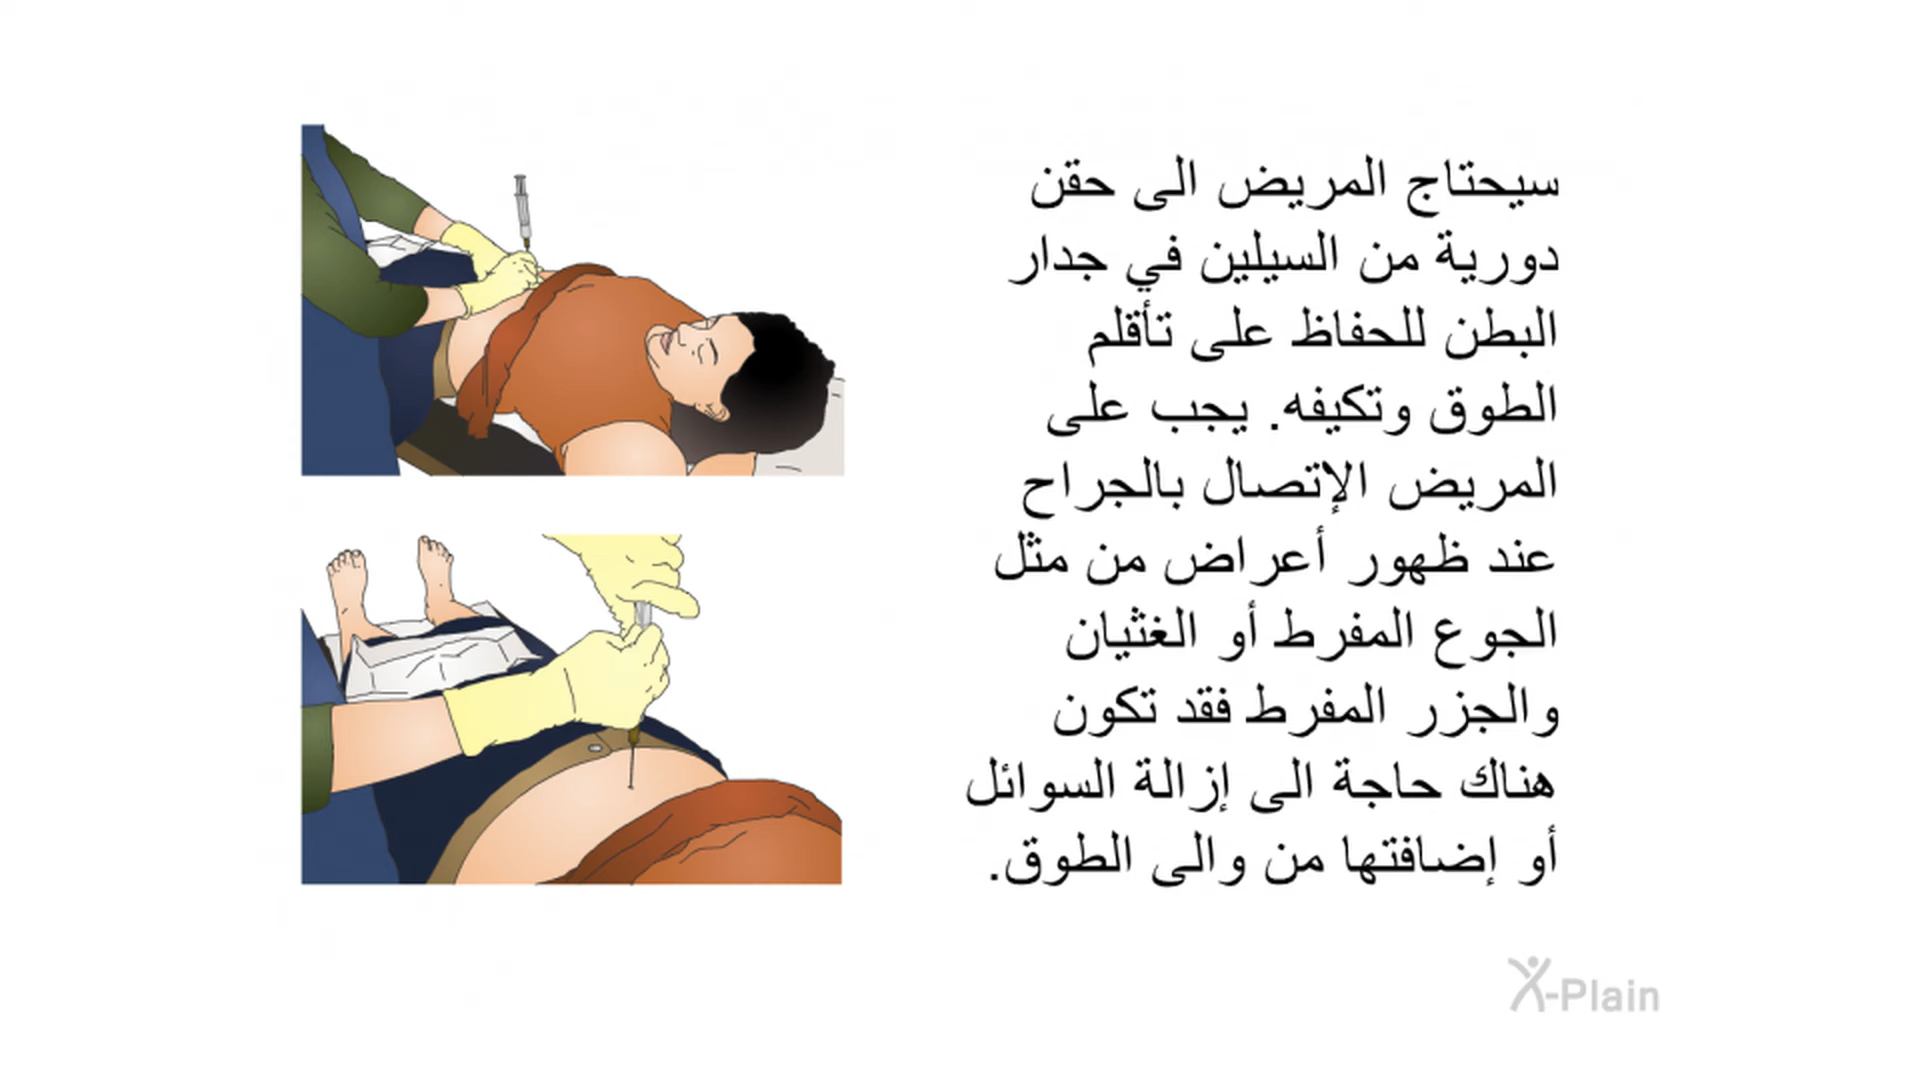 سيحتاج المريض الى حقن
دورية من السيلين في جدار
البطن للحفاظ على تأقلم
الطوق وتكيفه. يجب على
المريض الإتصال بالجراح
عند ظهور أعراض من مثل
الجوع المفرط أو الغثيان
والجزر المفرط فقد تكون
هناك حاجة الى إزالة السوائل
أو إضافتها من والى الطوق.
X-Plain